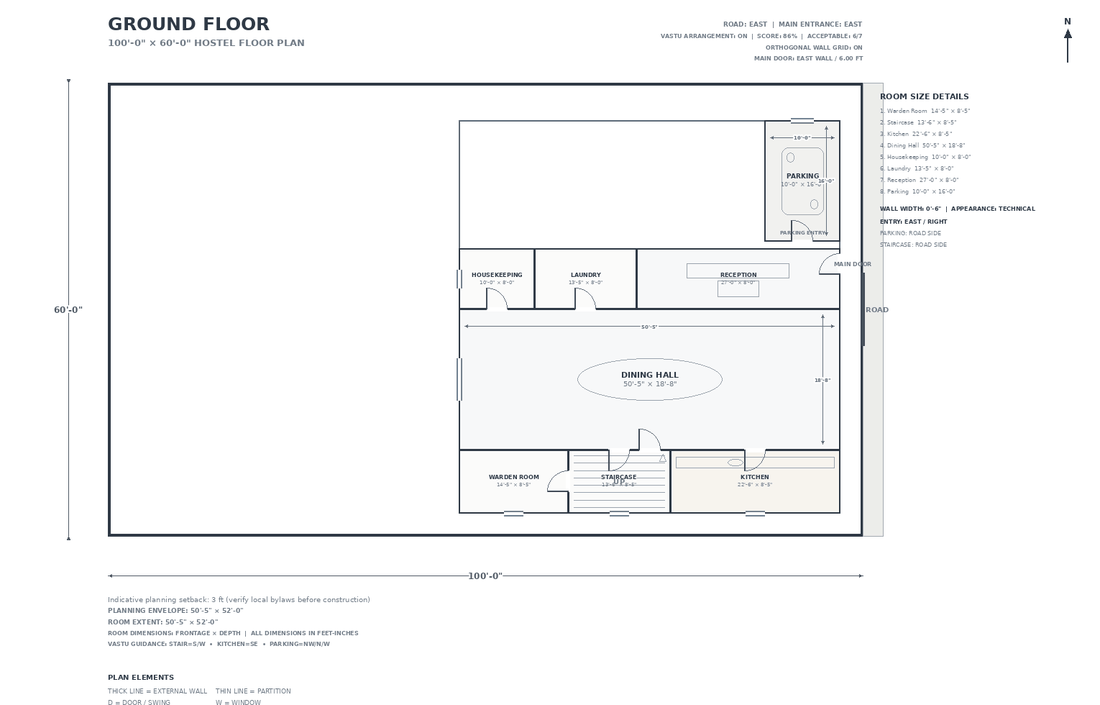 GROUND FLOOR
100'-0" × 60'-0" HOSTEL FLOOR PLAN
ROAD: EAST | MAIN ENTRANCE: EAST
VASTU ARRANGEMENT: ON | SCORE: 86% | ACCEPTABLE: 6/7
ORTHOGONAL WALL GRID: ON
MAIN DOOR: EAST WALL / 6.00 FT
N
ROOM SIZE DETAILS
1. Warden Room 14'-5" × 8'-5"
2. Staircase 13'-6" × 8'-5"
3. Kitchen 22'-6" × 8'-5"
4. Dining Hall 50'-5" × 18'-8"
5. Housekeeping 10'-0" × 8'-0"
6. Laundry 13'-5" × 8'-0"
7. Reception 27'-0" × 8'-0"
8. Parking 10'-0" × 16'-0"
WALL WIDTH: 0'-6" | APPEARANCE: TECHNICAL
ENTRY: EAST / RIGHT
PARKING: ROAD SIDE
STAIRCASE: ROAD SIDE
10'-0"
PARKING
10'-0" × 16'-0"
16'-0"
PARKING ENTRY
MAIN DOOR
HOUSEKEEPING
10'-0" × 8'-0"
LAUNDRY
13'-5" × 8'-0"
RECEPTION
27'-0" × 8'-0"
60'-0"
ROAD
50'-5"
DINING HALL
50'-5" × 18'-8"
18'-8"
WARDEN ROOM
14'-5" × 8'-5"
STAIRCASE
UP
KITCHEN
22'-6" × 8'-5"
100'-0"
Indicative planning setback: 3 ft (verify local bylaws before construction)
PLANNING ENVELOPE: 50'-5" × 52'-0"
ROOM EXTENT: 50'-5" × 52'-0"
ROOM DIMENSIONS: FRONTAGE × DEPTH | ALL DIMENSIONS IN FEET-INCHES
VASTU GUIDANCE: STAIR=S/W • KITCHEN=SE • PARKING=NW/N/W
PLAN ELEMENTS
THICK LINE = EXTERNAL WALL THIN LINE = PARTITION
D = DOOR / SWING W = WINDOW